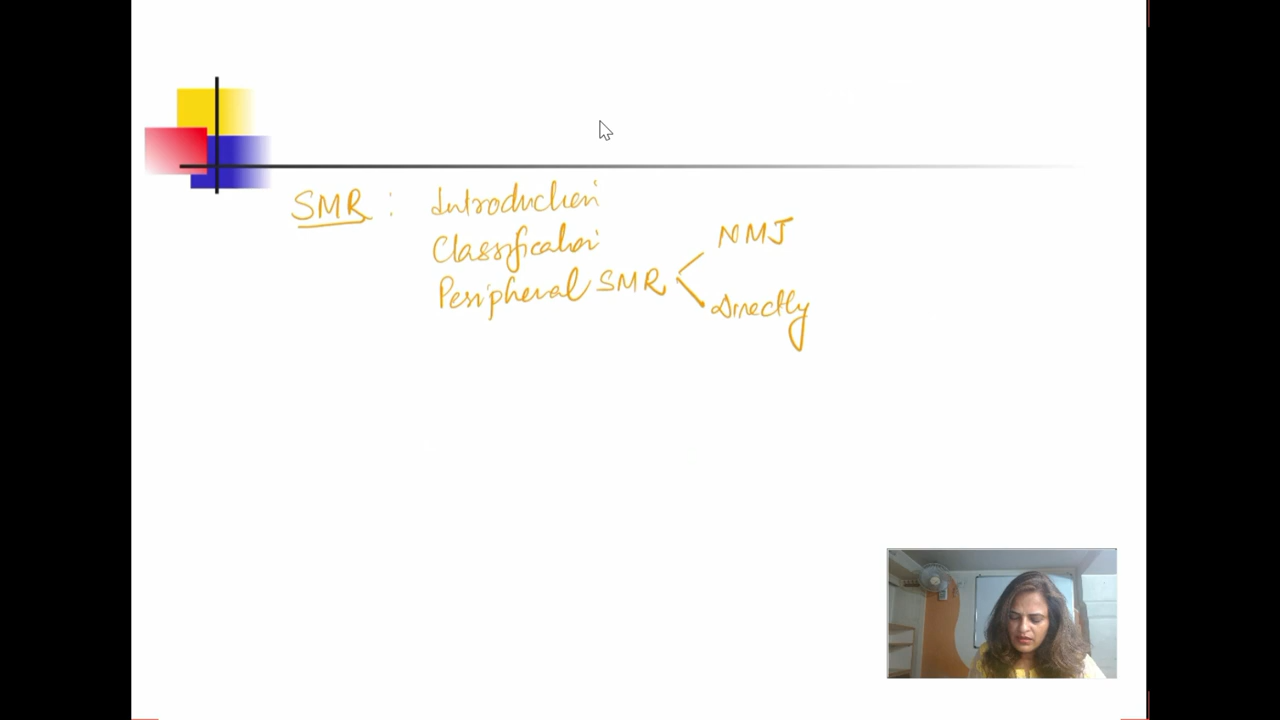 SMR : Introduction
Classification
Peripheral SMR
NMJ
Directly